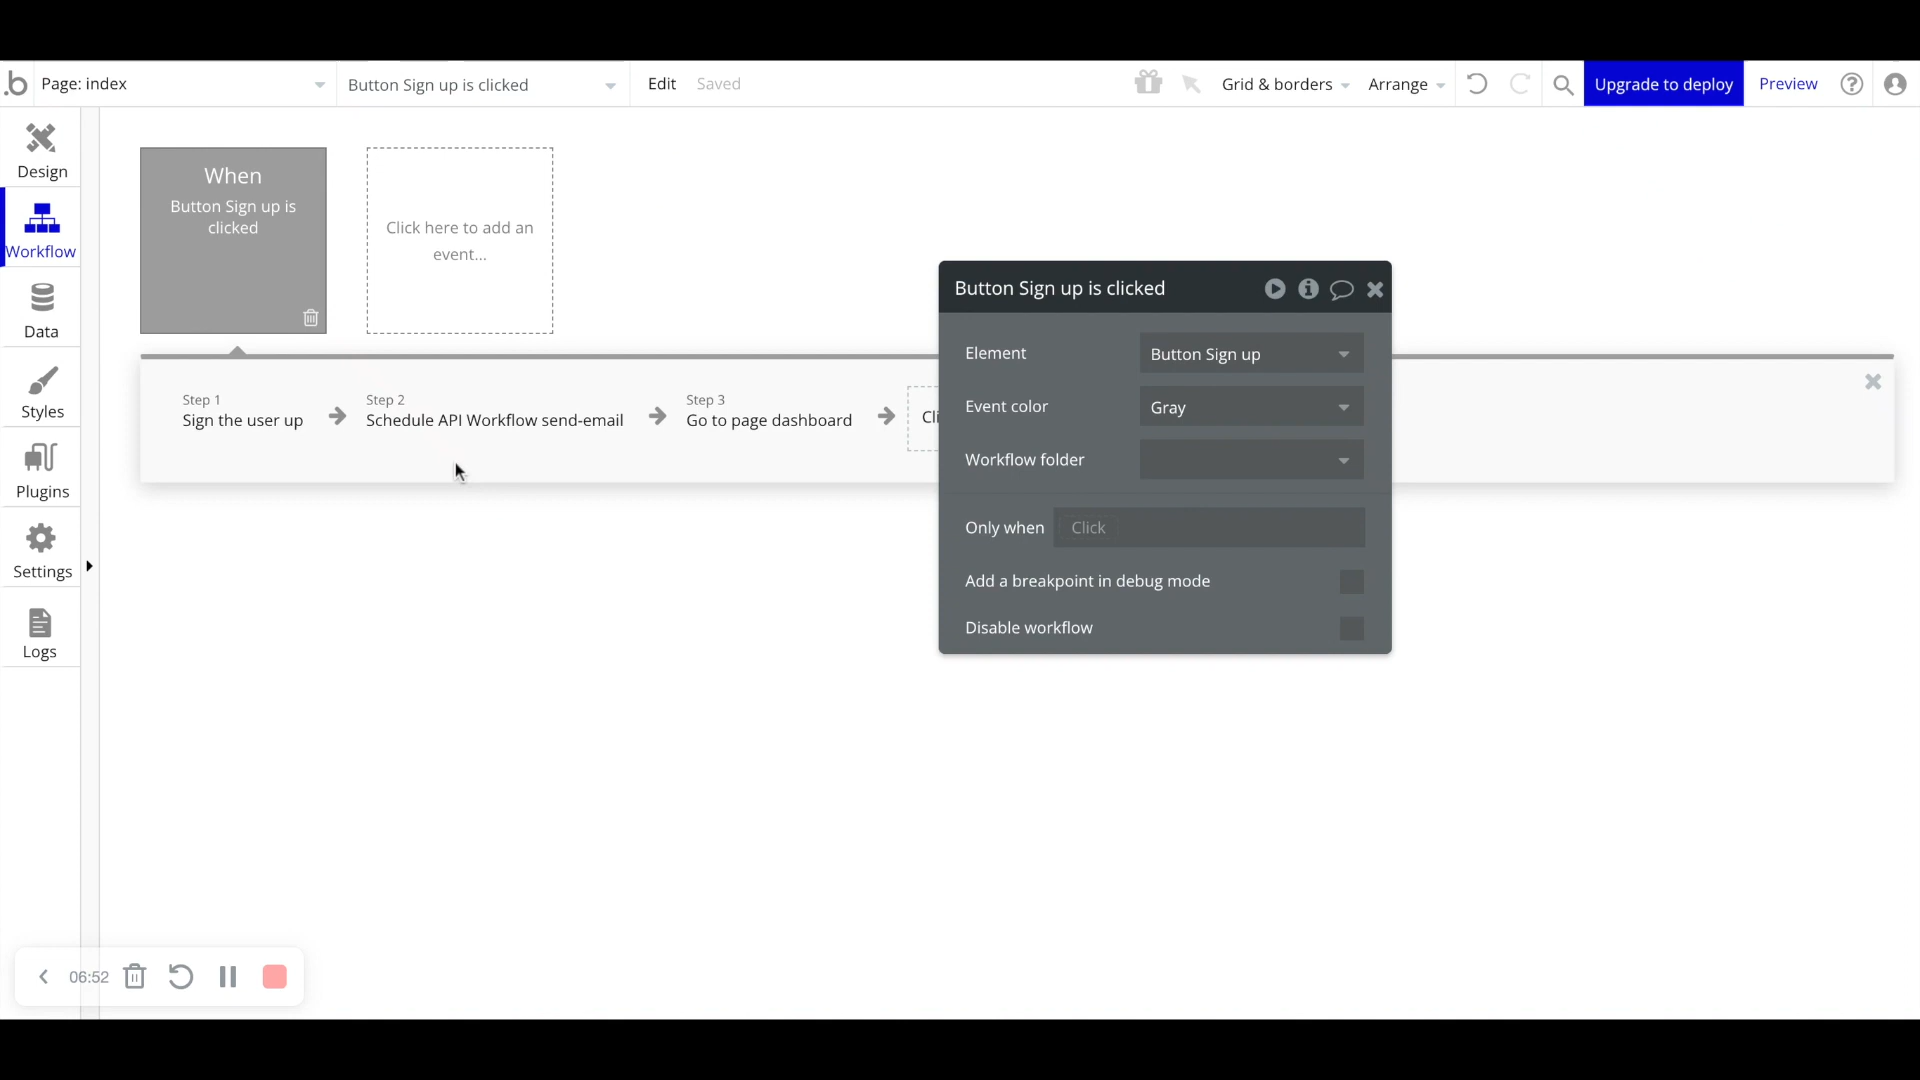 Page: index
Button Sign up is clicked
Edit
Saved
Grid & borders
Arrange
Upgrade to deploy
Preview
Design
Workflow
Data
Styles
Plugins
Settings
Logs
When
Button Sign up is
clicked
Click here to add an
event...
Step 1
Sign the user up
Step 2
Schedule API Workflow send-email
Step 3
Go to page dashboard
Cli
Button Sign up is clicked
Element
Button Sign up
Event color
Gray
Workflow folder
Only when
Click
Add a breakpoint in debug mode
Disable workflow
06:52